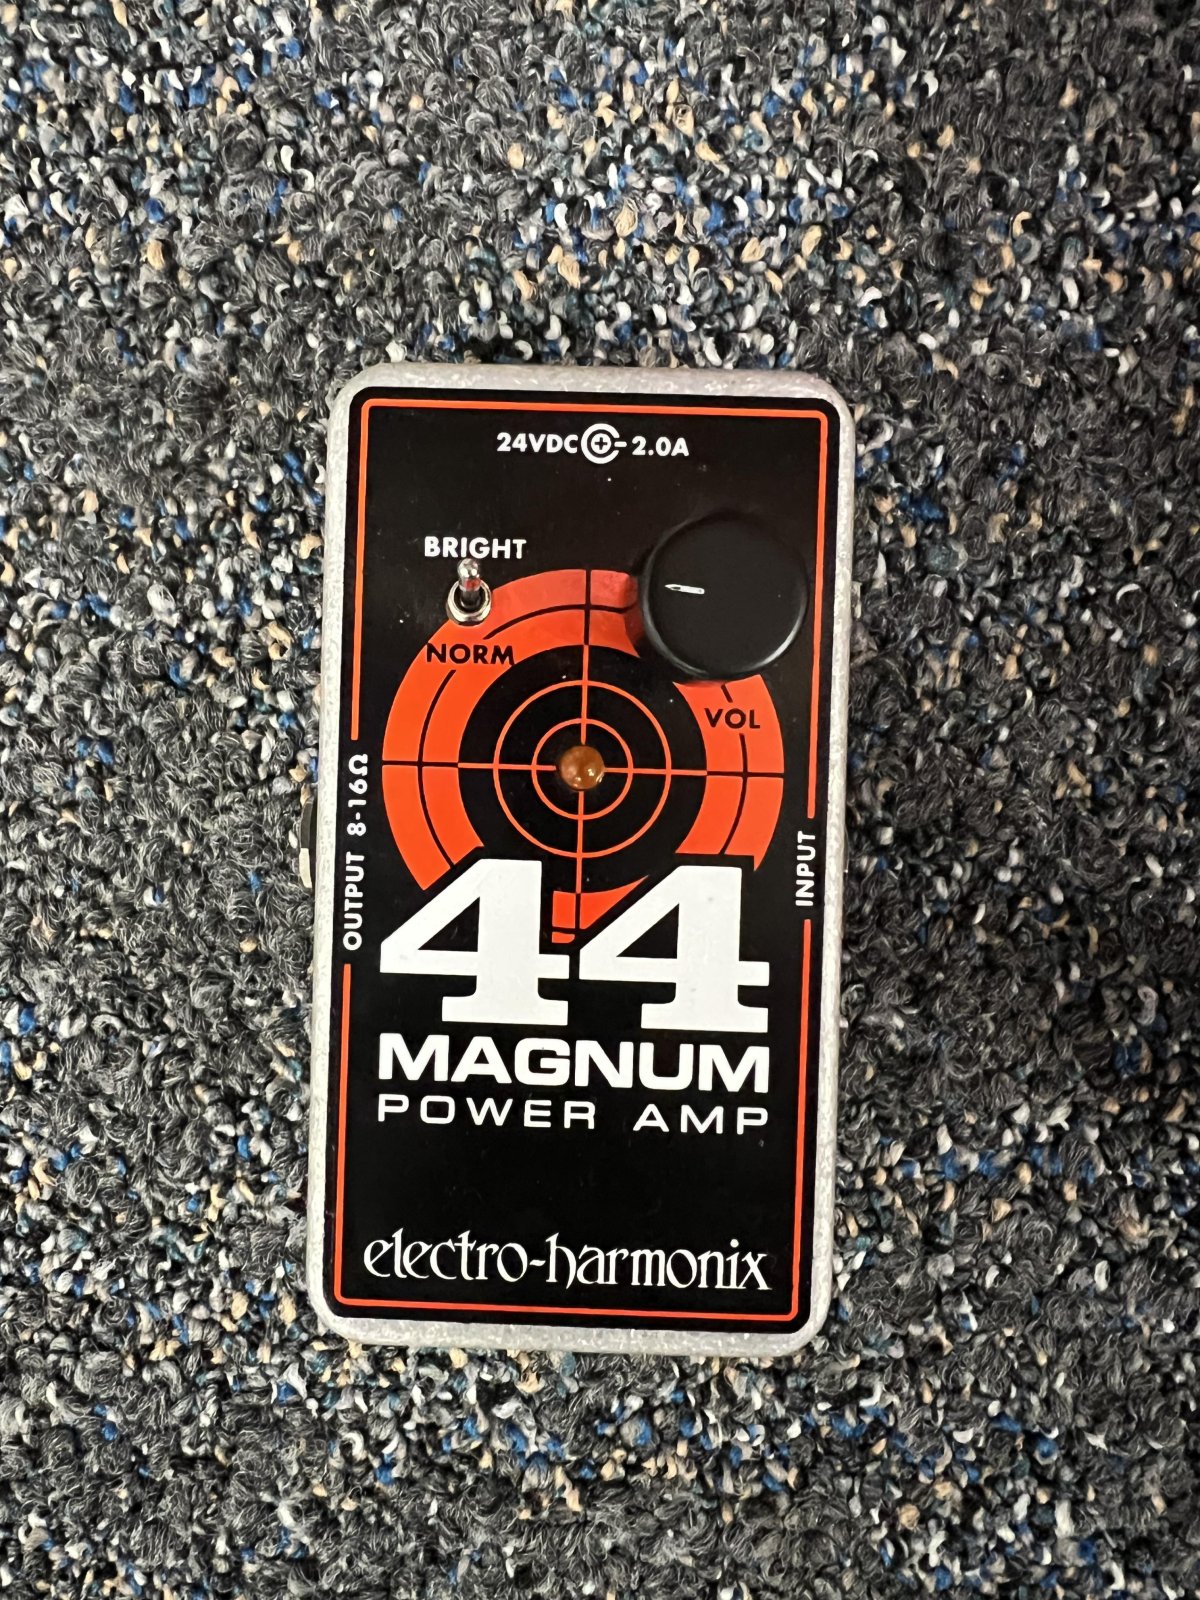 24VDC 2.0A
BRIGHT
NORM
VOL
OUTPUT 8-16Ω
INPUT
44
MAGNUM
POWER AMP
electro-harmonix